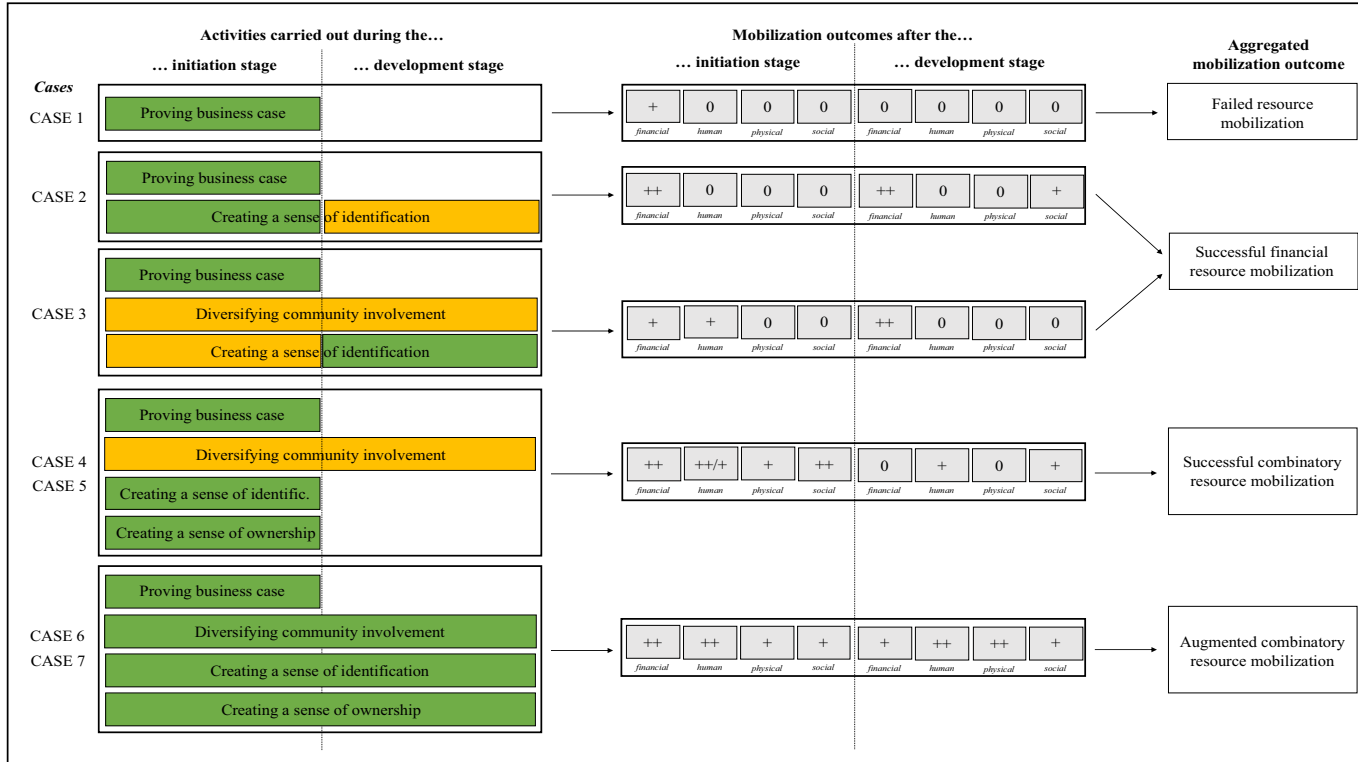 Activities carried out during the…
… initiation stage
… development stage
Mobilization outcomes after the…
… initiation stage
… development stage
Aggregated
mobilization outcome
Cases
CASE 1
Proving business case
+ 0 0 0 0 0 0 0
financial human physical social financial human physical social
Failed resource
mobilization
CASE 2
Proving business case
Creating a sense of identification
++ 0 0 0 ++ 0 0 +
financial human physical social financial human physical social
Successful financial
resource mobilization
CASE 3
Proving business case
Diversifying community involvement
Creating a sense of identification
+ + 0 0 ++ 0 0 0
financial human physical social financial human physical social
CASE 4
CASE 5
Proving business case
Diversifying community involvement
Creating a sense of identific.
Creating a sense of ownership
++ ++/+ + ++ 0 + 0 +
financial human physical social financial human physical social
Successful combinatory
resource mobilization
CASE 6
CASE 7
Proving business case
Diversifying community involvement
Creating a sense of identification
Creating a sense of ownership
++ ++ + + + ++ ++ +
financial human physical social financial human physical social
Augmented combinatory
resource mobilization